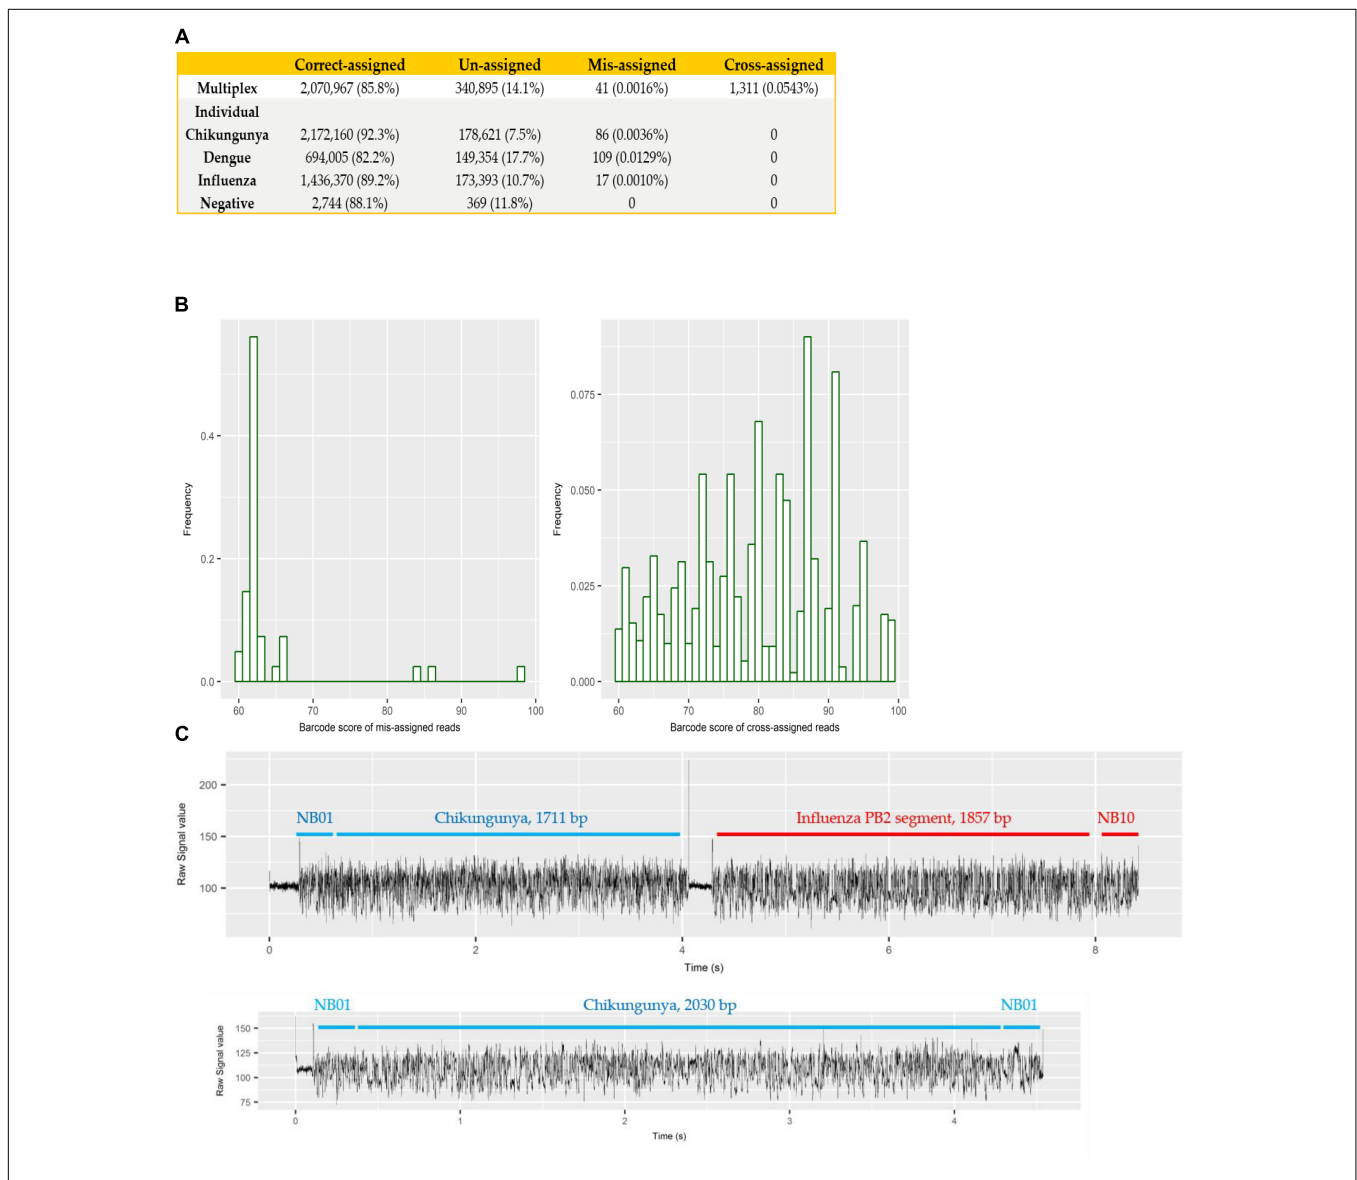 A
Correct-assigned Un-assigned Mis-assigned Cross-assigned
Multiplex 2,070,967 (85.8%) 340,895 (14.1%) 41 (0.0016%) 1,311 (0.0543%)
Individual
Chikungunya 2,172,160 (92.3%) 178,621 (7.5%) 86 (0.0036%) 0
Dengue 694,005 (82.2%) 149,354 (17.7%) 109 (0.0129%) 0
Influenza 1,436,370 (89.2%) 173,393 (10.7%) 17 (0.0010%) 0
Negative 2,744 (88.1%) 369 (11.8%) 0 0
B
Frequency
0.4
0.2
0.0
60 70 80 90 100
Barcode score of mis-assigned reads
Frequency
0.075
0.050
0.025
0.000
60 70 80 90 100
Barcode score of cross-assigned reads
C
Raw Signal value
200
150
100
NB01 Chikungunya, 1711 bp Influenza PB2 segment, 1857 bp NB10
0 2 4 6 8
Time (s)
NB01 Chikungunya, 2030 bp NB01
Raw Signal value
150
125
100
75
0 1 2 3 4
Time (s)